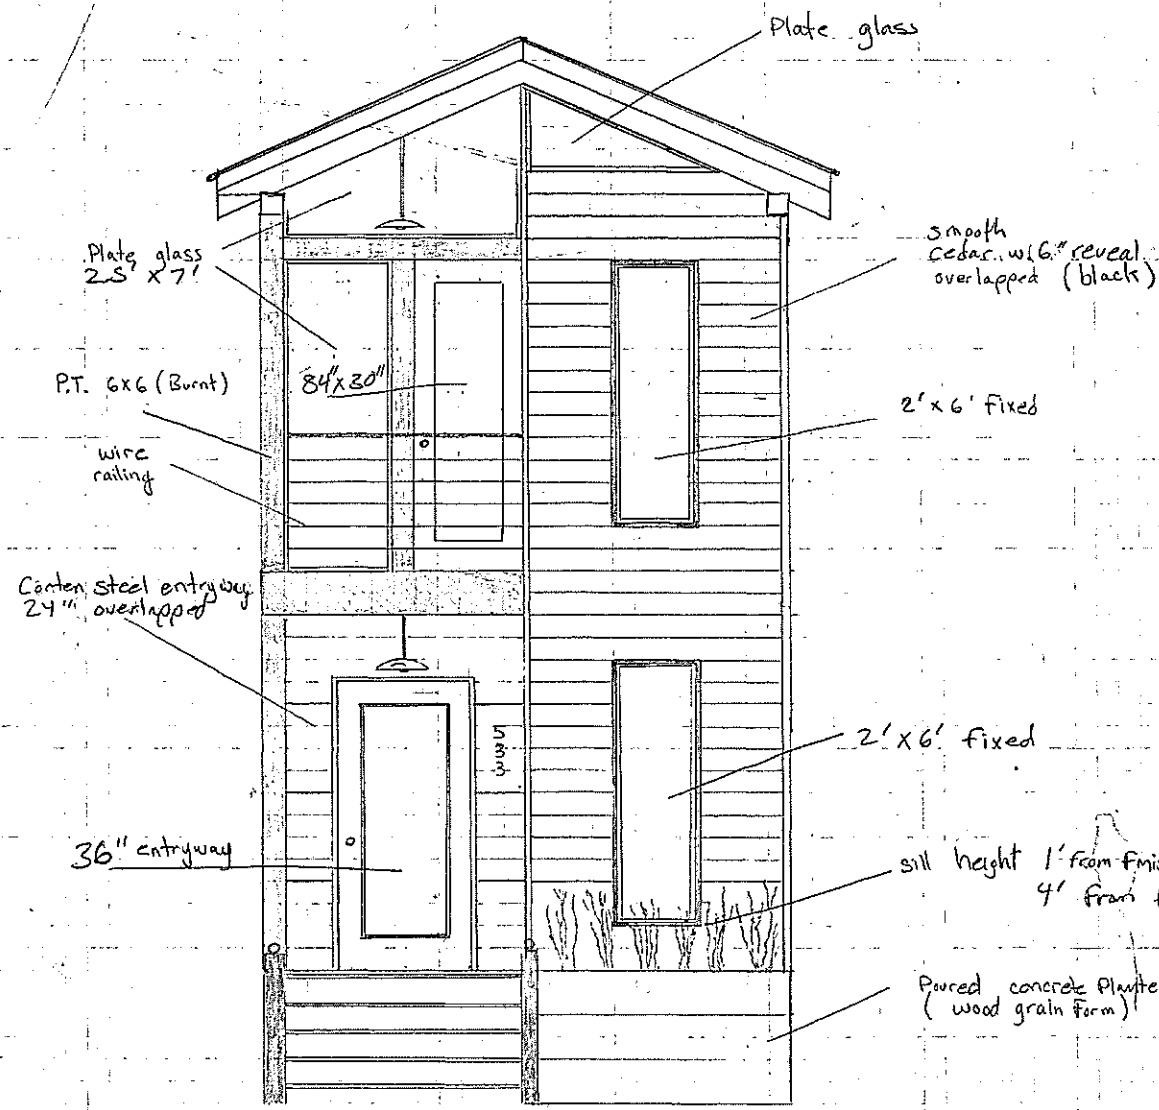 Plate glass
Plate glass
2.5' x 7'
smooth
cedar w/ 6" reveal
overlapped (black)
P.T. 6x6 (Burnt)
84" x 30"
2' x 6' fixed
wire
railing
Corten steel entryway
24" overlapped
5
3
3
2' x 6' fixed
36" entryway
sill height 1' from
4' from
Poured concrete
(wood grain form)